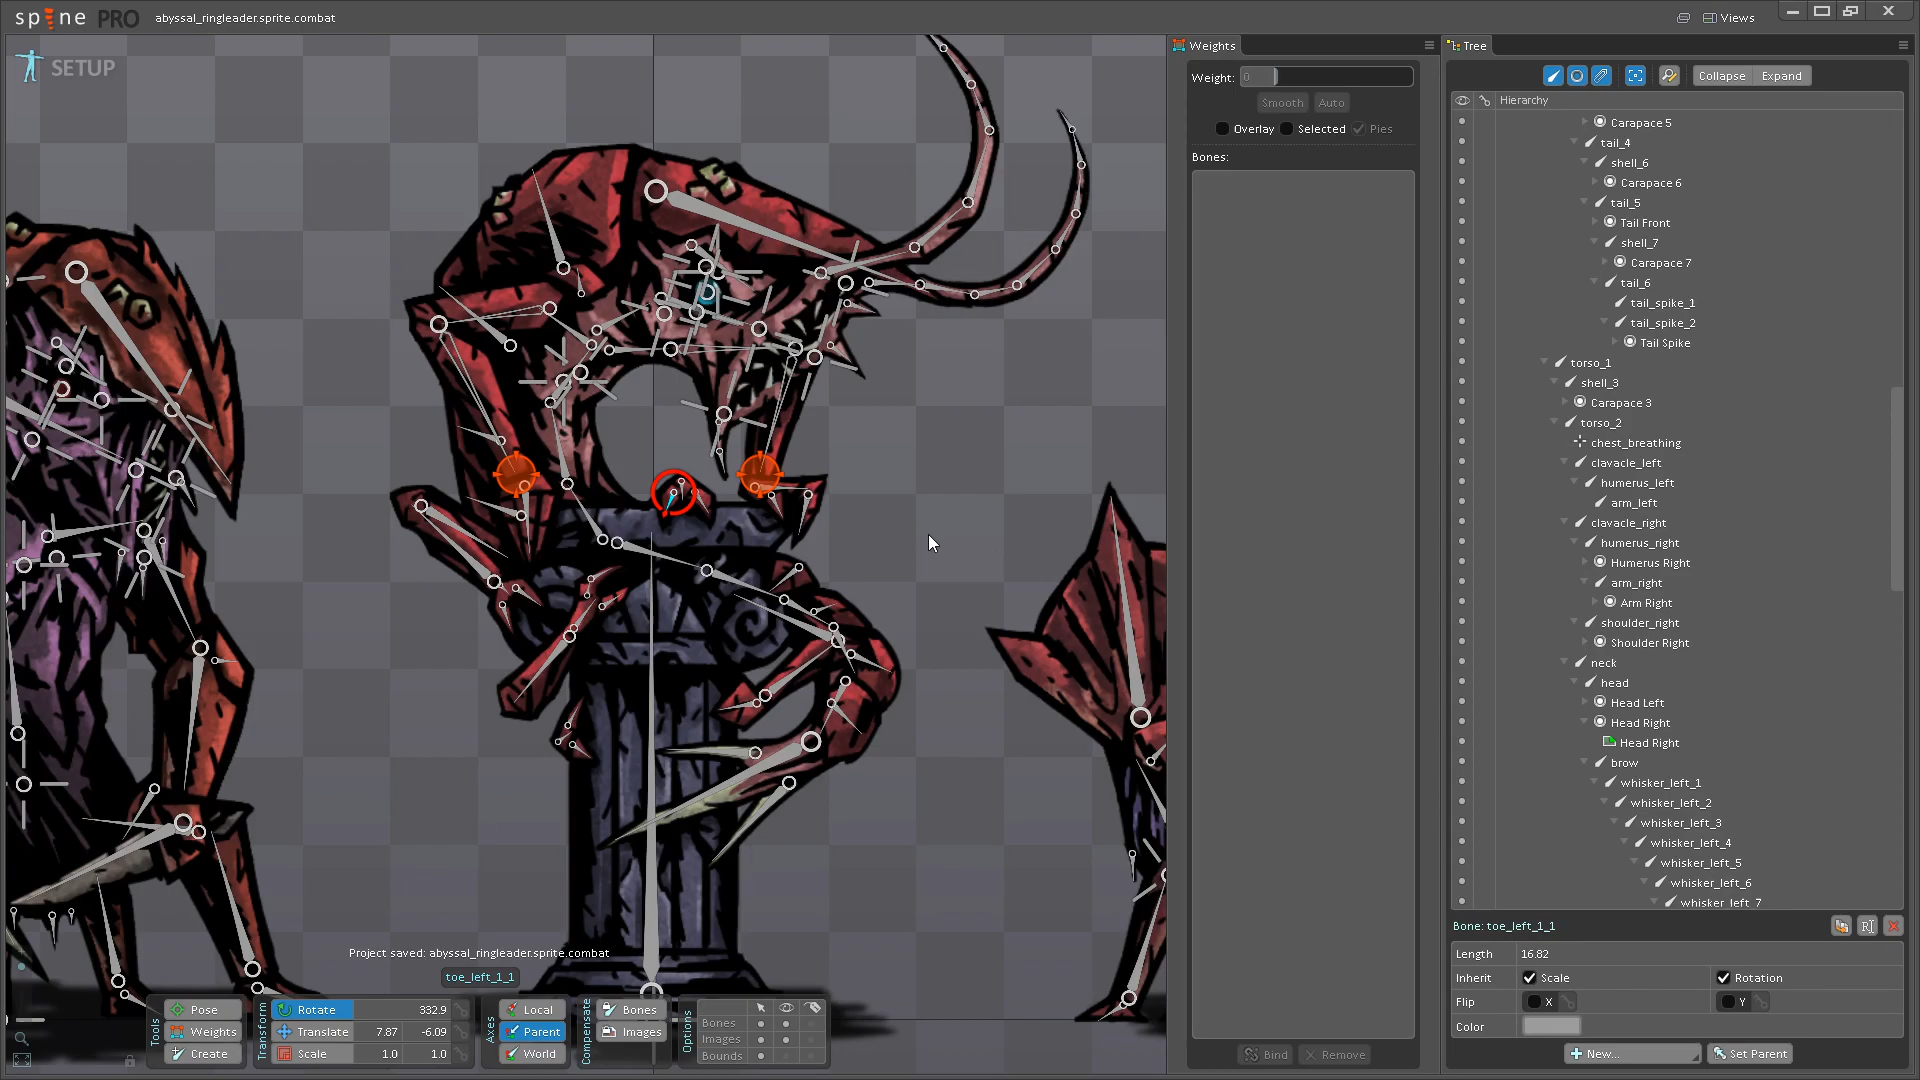 spine PRO abyssal_ringleader.sprite.combat
Views
SETUP
Weights
Weight: 0
Smooth Auto
Overlay Selected Pies
Bones:
Bind Remove
Tree
Collapse Expand
Hierarchy
Carapace 5
tail_4
shell_6
Carapace 6
tail_5
Tail Front
shell_7
Carapace 7
tail_6
tail_spike_1
tail_spike_2
Tail Spike
torso_1
shell_3
Carapace 3
torso_2
chest_breathing
clavacle_left
humerus_left
arm_left
clavacle_right
humerus_right
Humerus Right
arm_right
Arm Right
shoulder_right
Shoulder Right
neck
head
Head Left
Head Right
Head Right
brow
whisker_left_1
whisker_left_2
whisker_left_3
whisker_left_4
whisker_left_5
whisker_left_6
whisker_left_7
Bone: toe_left_1_1
Length 16.82
Inherit Scale Rotation
Flip X Y
Color
New... Set Parent
Project saved: abyssal_ringleader.sprite.combat
toe_left_1_1
Tools
Pose
Weights
Create
Transform
Rotate 332.9
Translate 7.87 -6.09
Scale 1.0 1.0
Axes
Local
Parent
World
Compensate
Bones
Images
Options
Bones
Images
Bounds